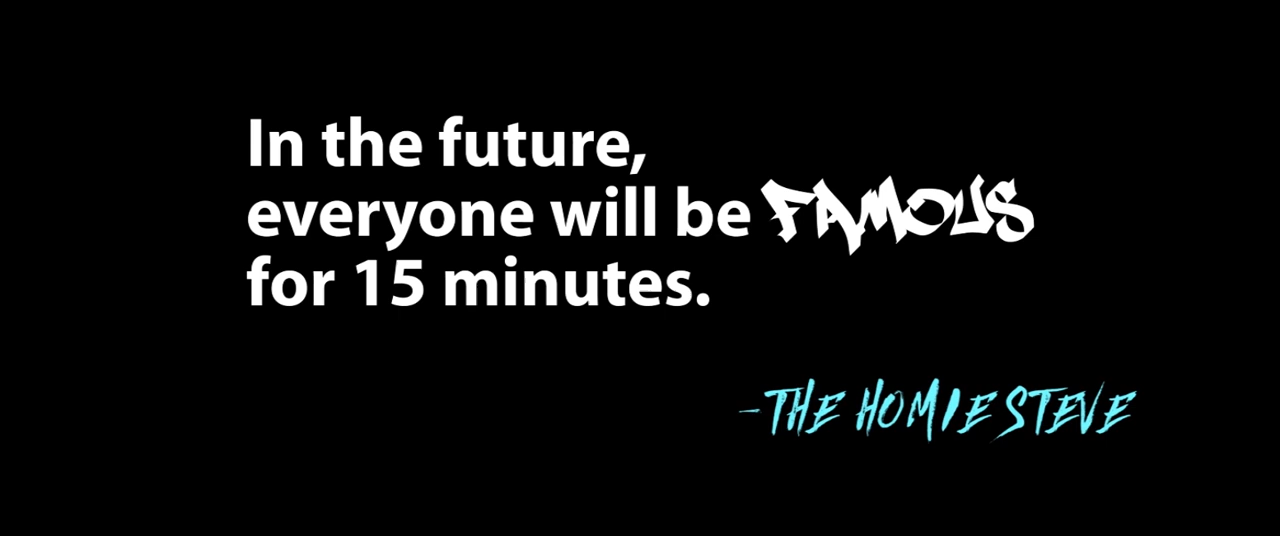 In the future,
everyone will be FAMOUS
for 15 minutes.
-THE HOMIE STEVE